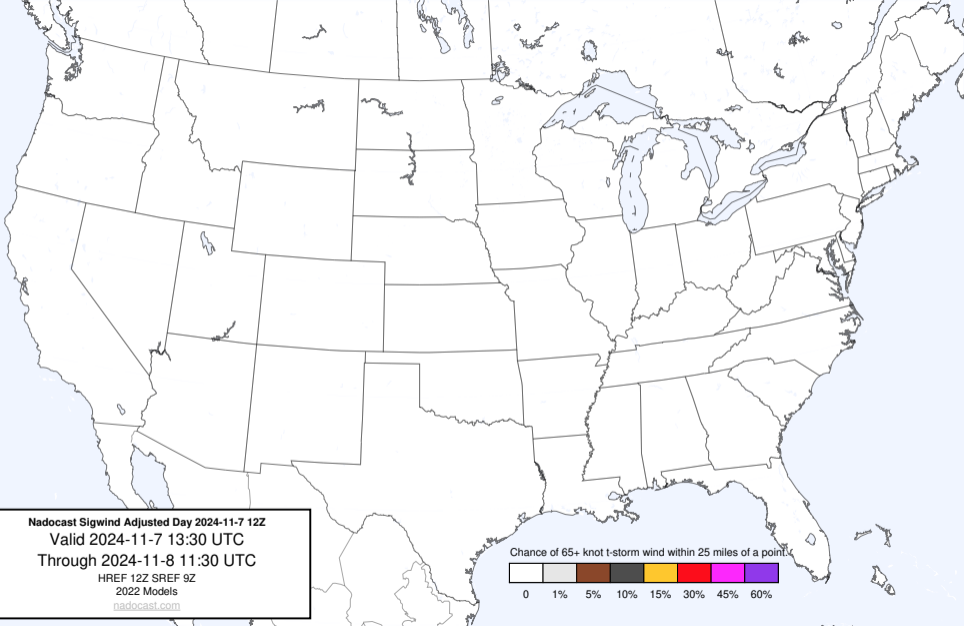 Nadocast Sigwind Adjusted Day 2024-11-7 12Z
Valid 2024-11-7 13:30 UTC
Through 2024-11-8 11:30 UTC
HREF 12Z SREF 9Z
2022 Models
nadocast.com
Chance of 65+ knot t-storm wind within 25 miles of a point.
0 1% 5% 10% 15% 30% 45% 60%